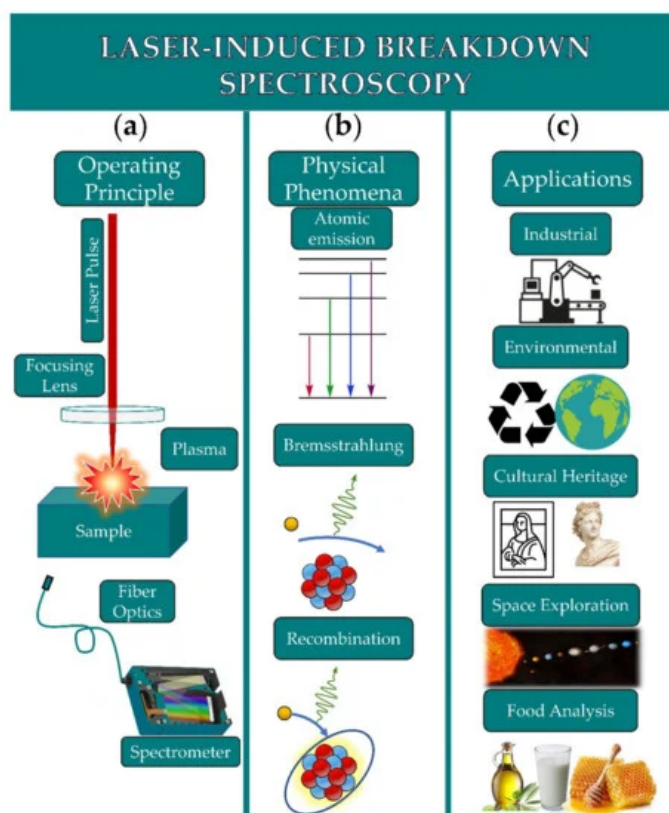 LASER-INDUCED BREAKDOWN
SPECTROSCOPY
(a)
Operating
Principle
Laser Pulse
Focusing
Lens
Plasma
Sample
Fiber
Optics
Spectrometer
(b)
Physical
Phenomena
Atomic
emission
Bremsstrahlung
Recombination
(c)
Applications
Industrial
Environmental
Cultural Heritage
Space Exploration
Food Analysis